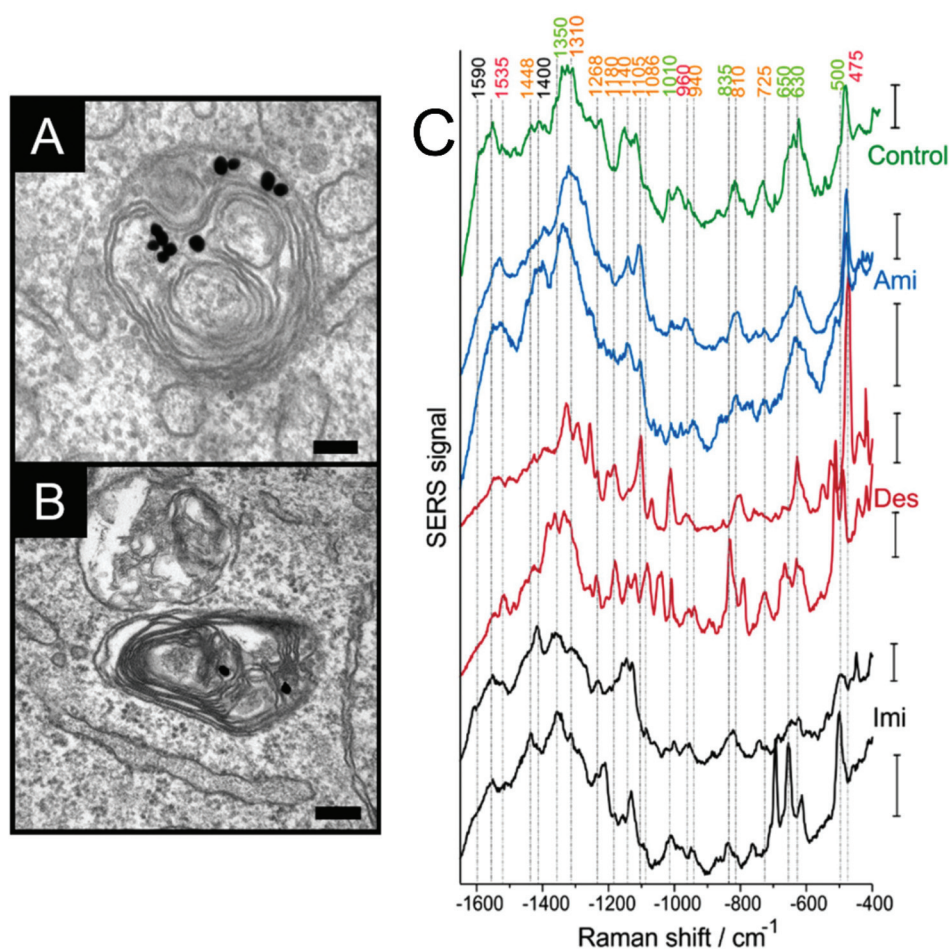 A
B
C
1590
1535
1448
1400
1350
1310
1268
1180
1140
1105
1086
1010
960
940
835
810
725
650
630
500
475
Control
Ami
Des
Imi
SERS signal
-1600 -1400 -1200 -1000 -800 -600 -400
Raman shift / cm⁻¹